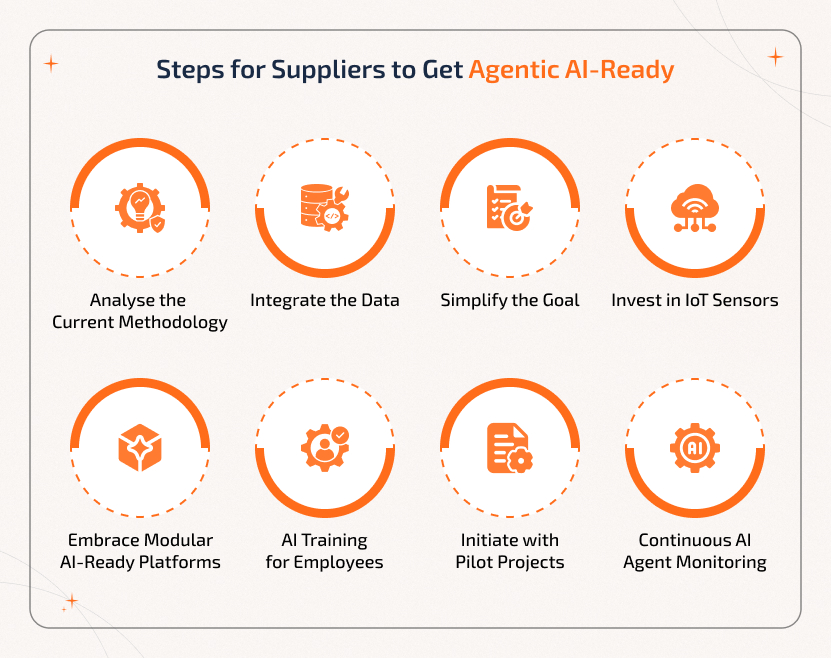 Steps for Suppliers to Get Agentic AI-Ready
Analyse the
Current Methodology
Integrate the Data
Simplify the Goal
Invest in IoT Sensors
Embrace Modular
AI-Ready Platforms
AI Training
for Employees
Initiate with
Pilot Projects
AI
Continuous AI
Agent Monitoring